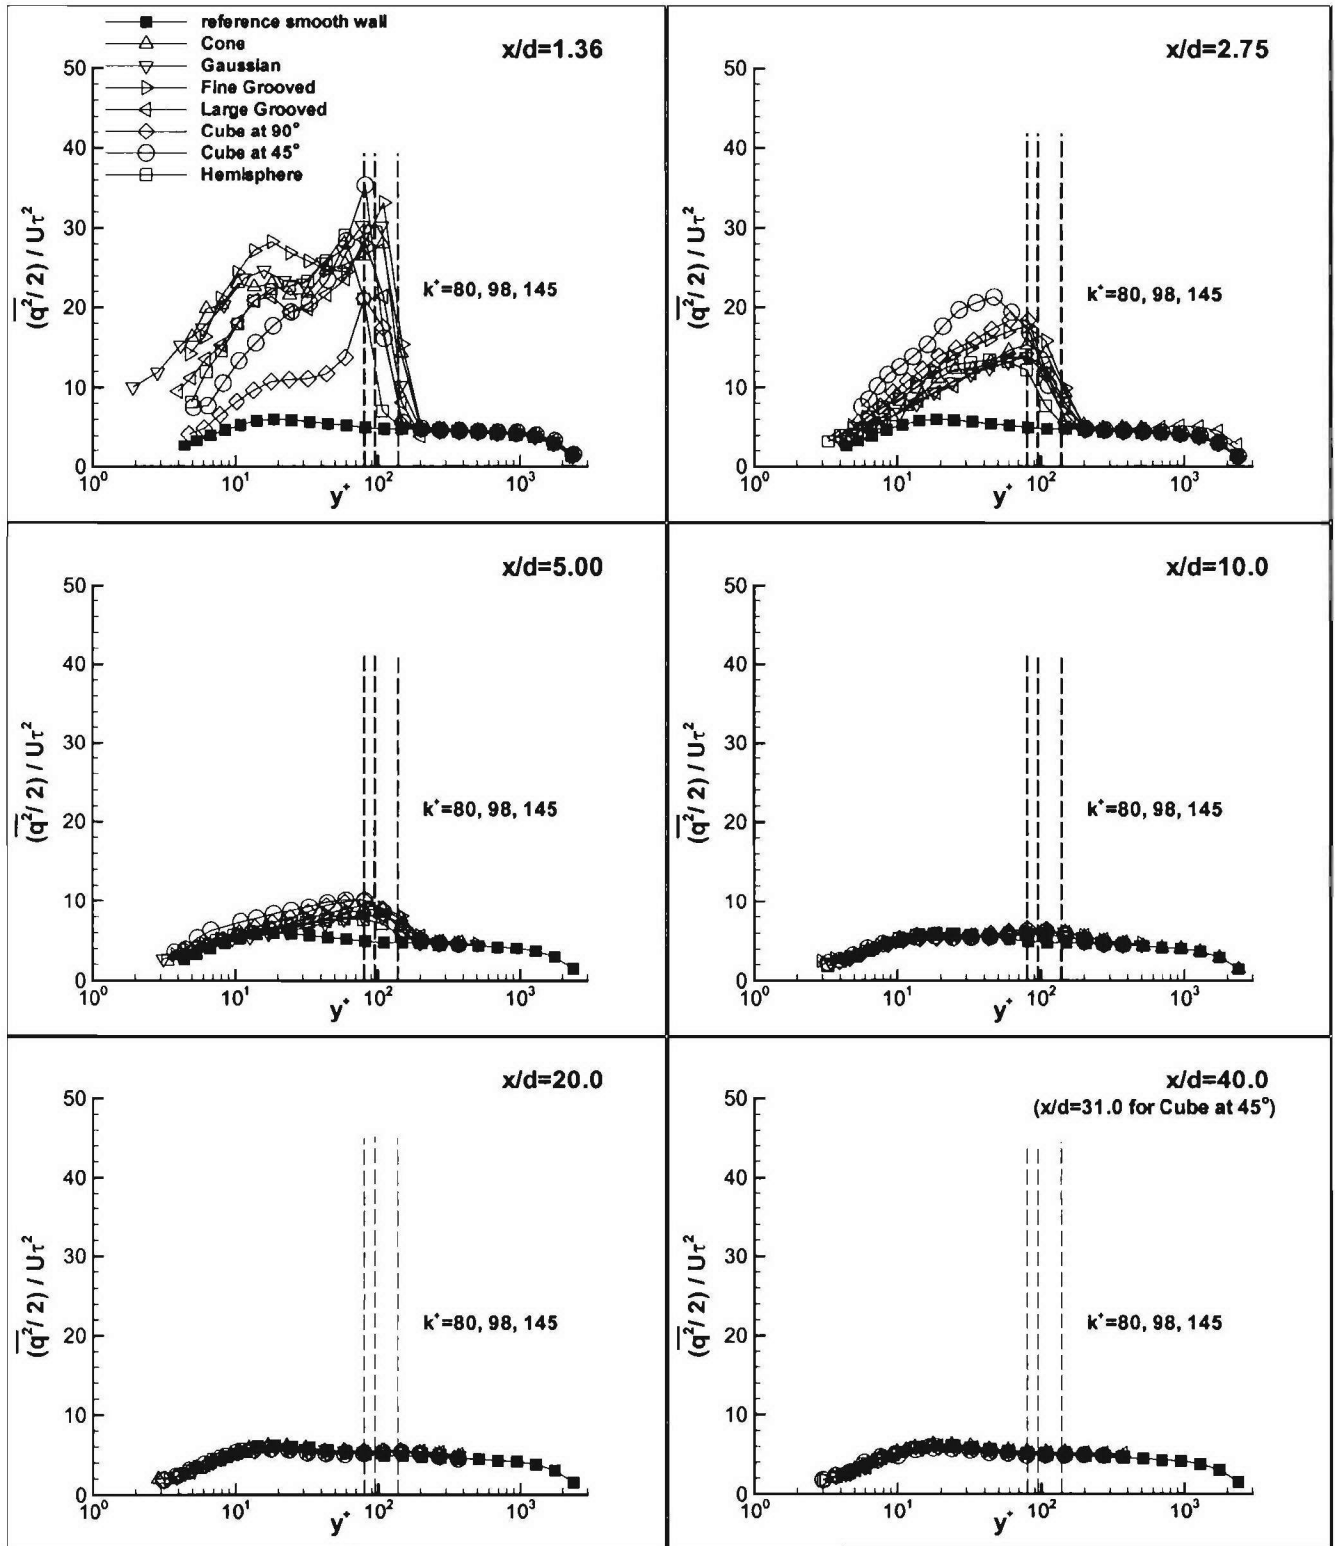 reference smooth wall
Cone
Gaussian
Fine Grooved
Large Grooved
Cube at 90°
Cube at 45°
Hemisphere
x/d=1.36
50
40
30
20
10
0
(q²/2) / Uτ²
k⁺=80, 98, 145
10⁰ 10¹ 10² 10³
y⁺
x/d=2.75
50
40
30
20
10
0
(q²/2) / Uτ²
k⁺=80, 98, 145
10⁰ 10¹ 10² 10³
y⁺
x/d=5.00
50
40
30
20
10
0
(q²/2) / Uτ²
k⁺=80, 98, 145
10⁰ 10¹ 10² 10³
y⁺
x/d=10.0
50
40
30
20
10
0
(q²/2) / Uτ²
k⁺=80, 98, 145
10⁰ 10¹ 10² 10³
y⁺
x/d=20.0
50
40
30
20
10
0
(q²/2) / Uτ²
k⁺=80, 98, 145
10⁰ 10¹ 10² 10³
y⁺
x/d=40.0
(x/d=31.0 for Cube at 45°)
50
40
30
20
10
0
(q²/2) / Uτ²
k⁺=80, 98, 145
10⁰ 10¹ 10² 10³
y⁺